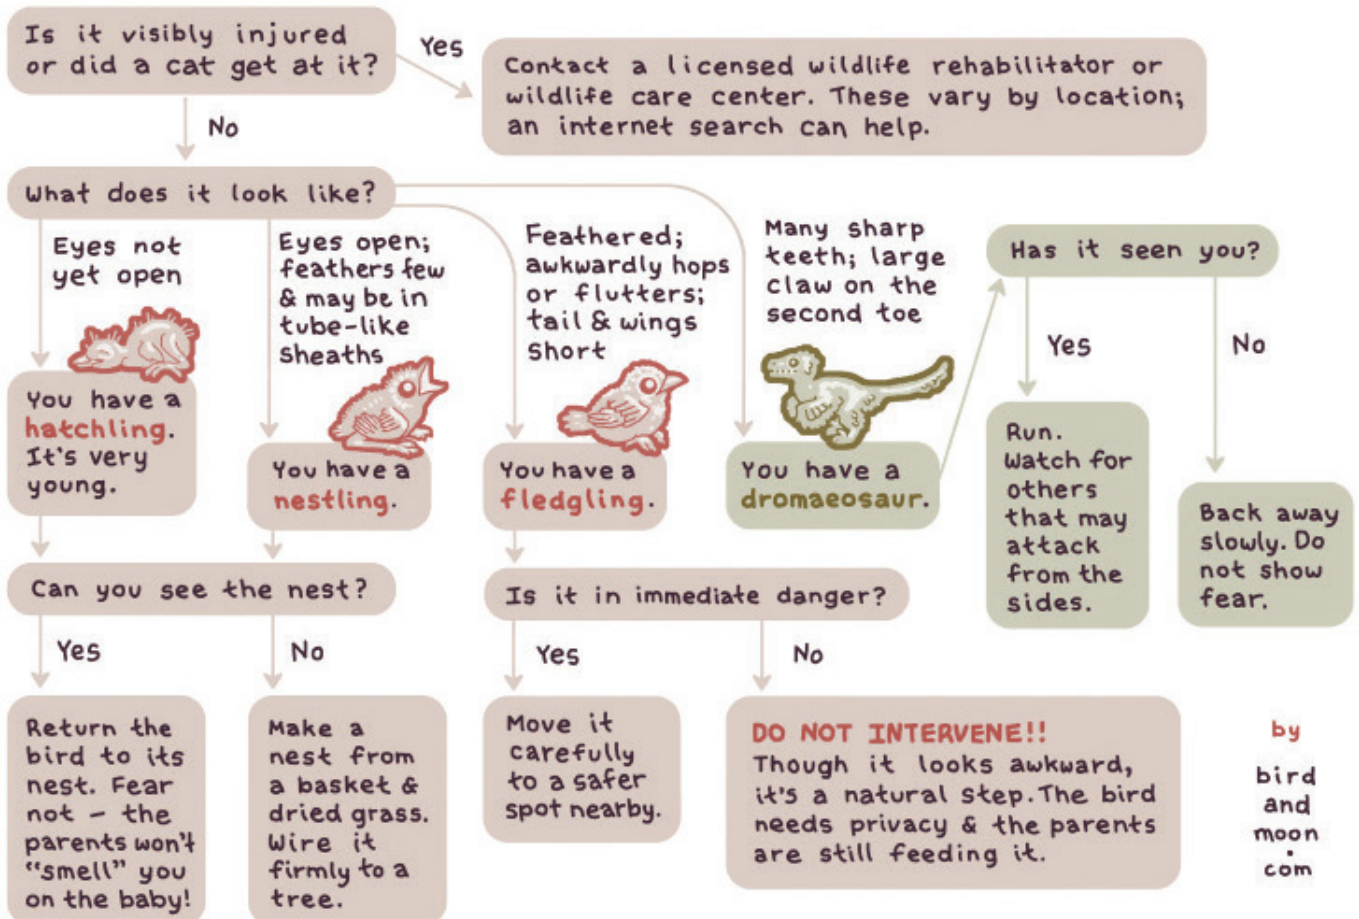 Is it visibly injured
or did a cat get at it?
Yes
Contact a licensed wildlife rehabilitator or
wildlife care center. These vary by location;
an internet search can help.
No
What does it look like?
Eyes not
yet open
You have a
hatchling.
It's very
young.
Eyes open;
feathers few
& may be in
tube-like
sheaths
You have a
nestling.
Feathered;
awkwardly hops
or flutters;
tail & wings
short
You have a
fledgling.
Many sharp
teeth; large
claw on the
second toe
You have a
dromaeosaur.
Has it seen you?
Yes
Run.
Watch for
others
that may
attack
from the
sides.
No
Back away
slowly. Do
not show
fear.
Can you see the nest?
Yes
Return the
bird to its
nest. Fear
not - the
parents won't
"smell" you
on the baby!
No
Make a
nest from
a basket &
dried grass.
Wire it
firmly to a
tree.
Is it in immediate danger?
Yes
Move it
carefully
to a safer
spot nearby.
No
DO NOT INTERVENE!!
Though it looks awkward,
it's a natural step. The bird
needs privacy & the parents
are still feeding it.
by
bird
and
moon
.
com